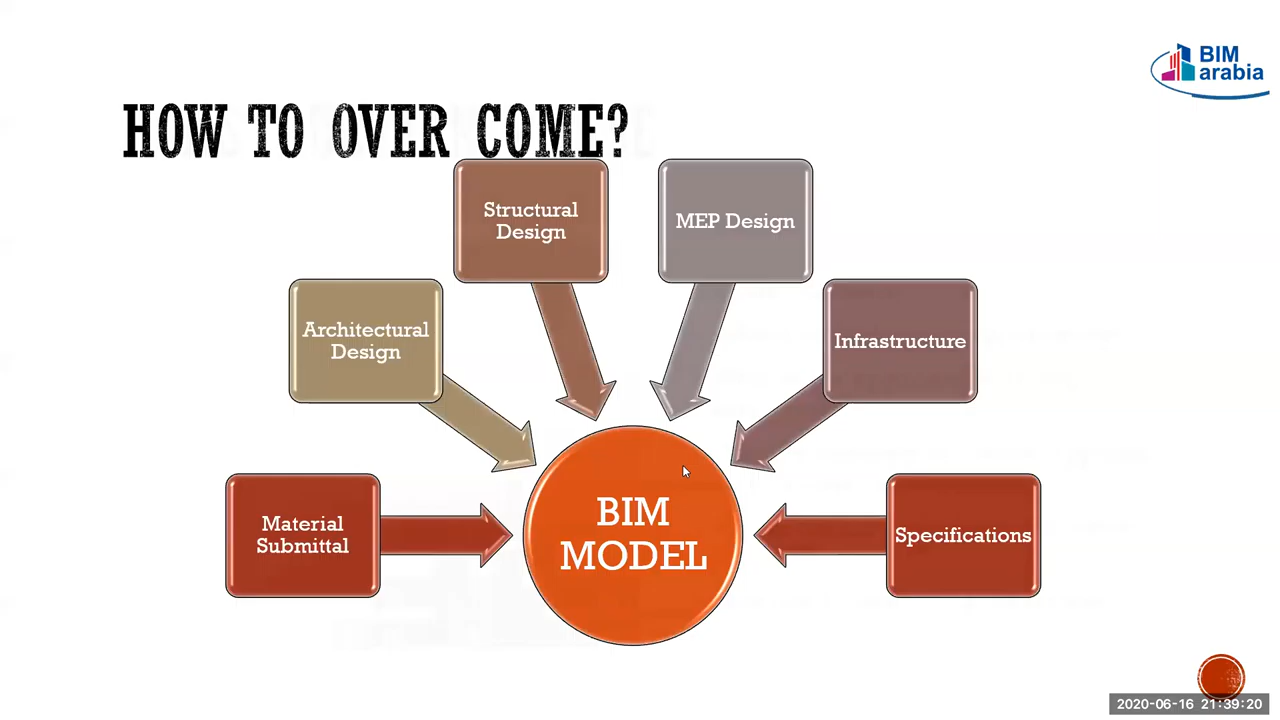 BIM
arabia
HOW TO OVER COME?
Structural
Design
MEP Design
Architectural
Design
Infrastructure
Material
Submittal
BIM
MODEL
Specifications
2020-06-16 21:39:20